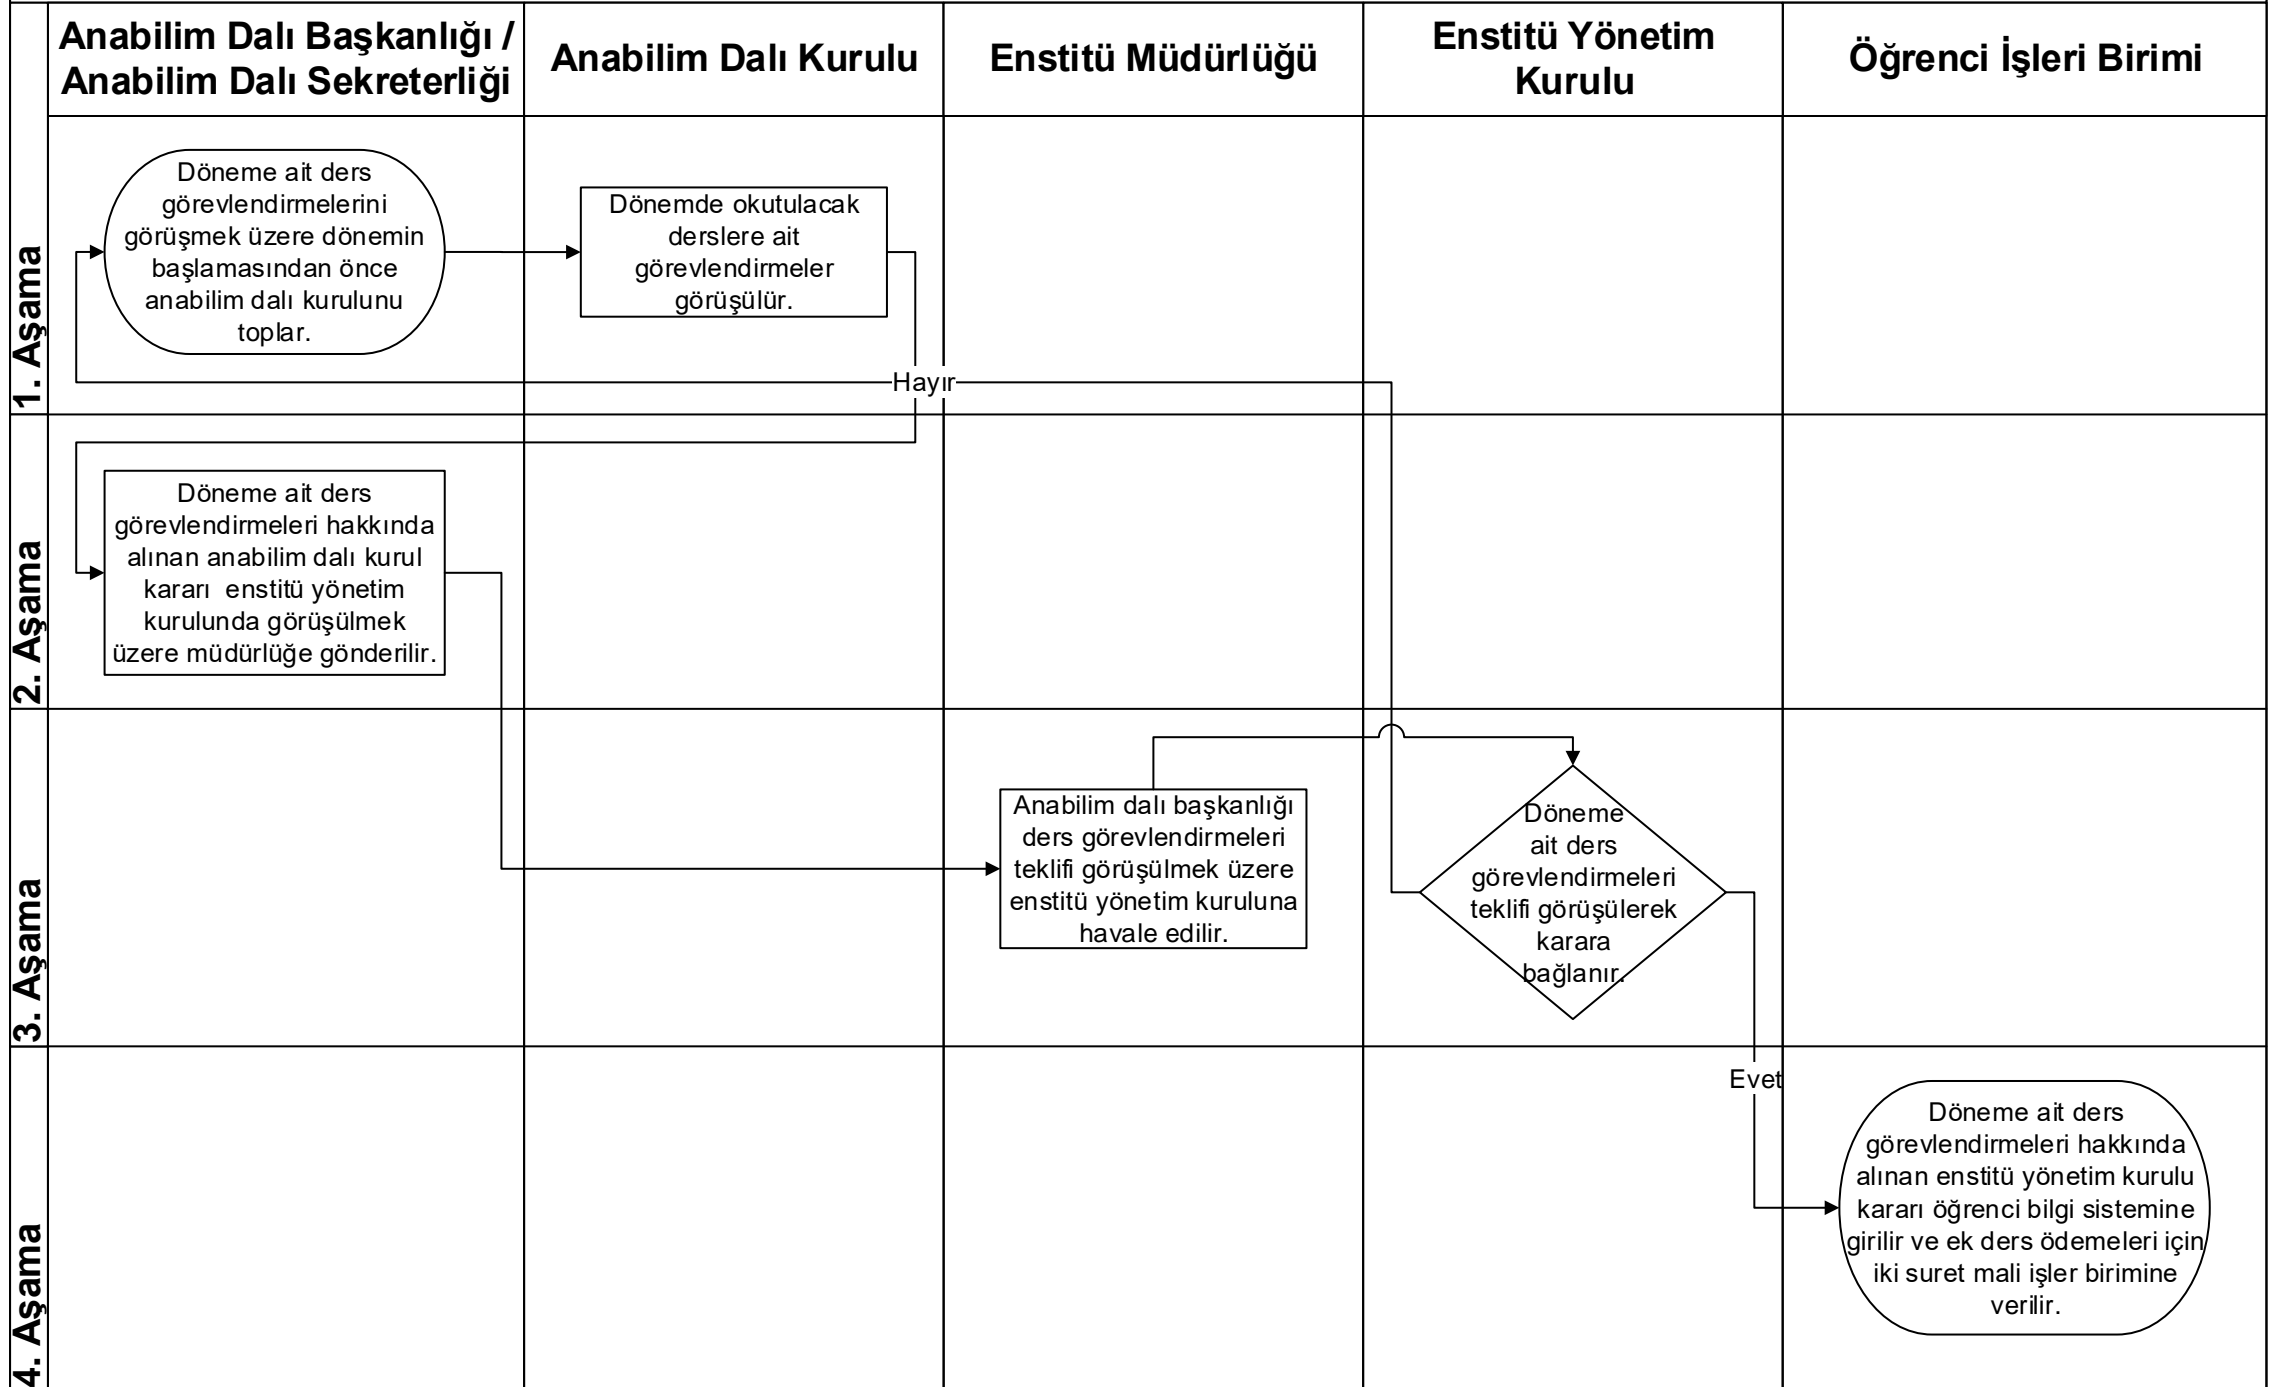 Anabilim Dalı Başkanlığı /
Anabilim Dalı Sekreterliği
Anabilim Dalı Kurulu
Enstitü Müdürlüğü
Enstitü Yönetim
Kurulu
Öğrenci İşleri Birimi
1. Aşama
Döneme ait ders
görevlendirmelerini
görüşmek üzere dönemin
başlamasından önce
anabilim dalı kurulunu
toplar.
Dönemde okutulacak
derslere ait
görevlendirmeler
görüşülür.
Hayır
2. Aşama
Döneme ait ders
görevlendirmeleri hakkında
alınan anabilim dalı kurul
kararı  enstitü yönetim
kurulunda görüşülmek
üzere müdürlüğe gönderilir.
3. Aşama
Anabilim dalı başkanlığı
ders görevlendirmeleri
teklifi görüşülmek üzere
enstitü yönetim kuruluna
havale edilir.
Döneme
ait ders
görevlendirmeleri
teklifi görüşülerek
karara
bağlanır.
Evet
4. Aşama
Döneme ait ders
görevlendirmeleri hakkında
alınan enstitü yönetim kurulu
kararı öğrenci bilgi sistemine
girilir ve ek ders ödemeleri için
iki suret mali işler birimine
verilir.